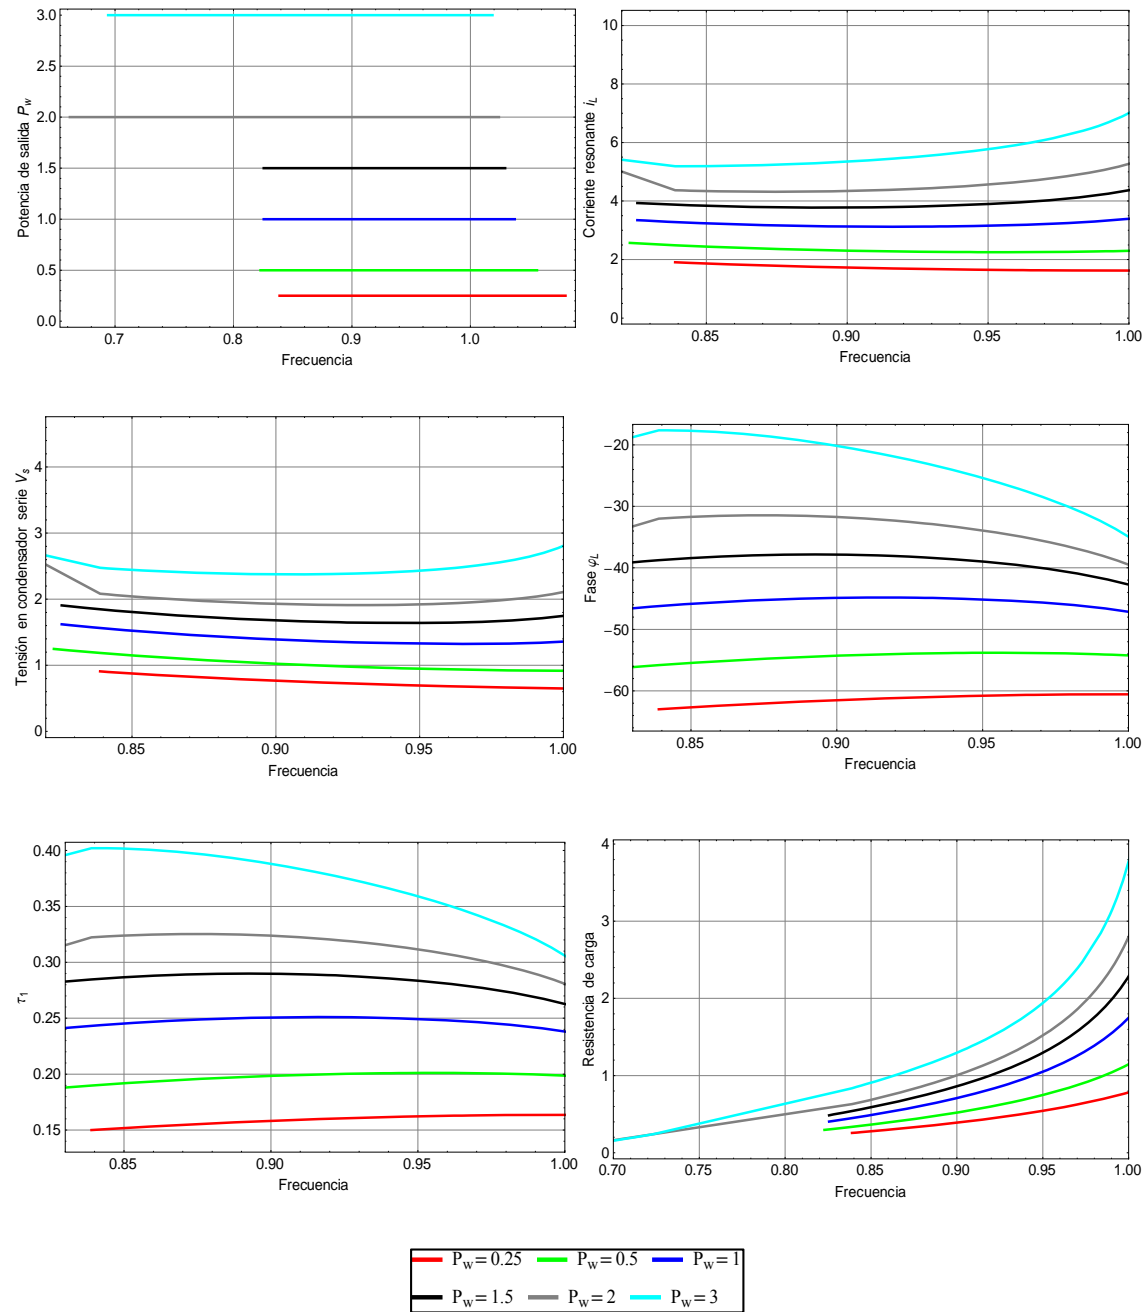 3.0
2.5
2.0
1.5
1.0
0.5
0.0
Potencia de salida P_w
0.7 0.8 0.9 1.0
Frecuencia
10
8
6
4
2
0
Corriente resonante i_L
0.85 0.90 0.95 1.00
Frecuencia
4
3
2
1
0
Tensión en condensador serie V_s
0.85 0.90 0.95 1.00
Frecuencia
−20
−30
−40
−50
−60
Fase φ_L
0.85 0.90 0.95 1.00
Frecuencia
0.40
0.35
0.30
0.25
0.20
0.15
τ_1
0.85 0.90 0.95 1.00
Frecuencia
4
3
2
1
0
Resistencia de carga
0.70 0.75 0.80 0.85 0.90 0.95 1.00
Frecuencia
P_w = 0.25 P_w = 0.5 P_w = 1
P_w = 1.5 P_w = 2 P_w = 3